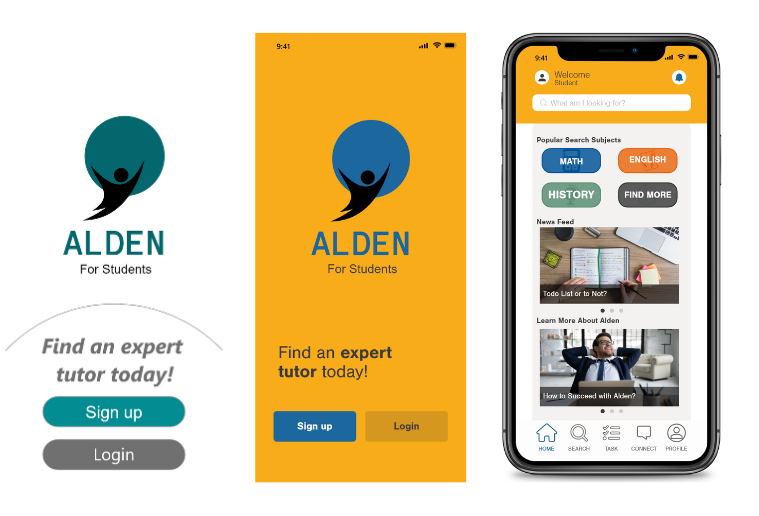 ALDEN
For Students
Find an expert
tutor today!
Sign up
Login
9:41
ALDEN
For Students
Find an expert
tutor today!
Sign up
Login
9:41
Welcome
Student
What am I looking for?
Popular Search Subjects
MATH
ENGLISH
HISTORY
FIND MORE
News Feed
Todo List or to Not?
Learn More About Alden
How to Succeed with Alden?
HOME
SEARCH
TASK
CONNECT
PROFILE